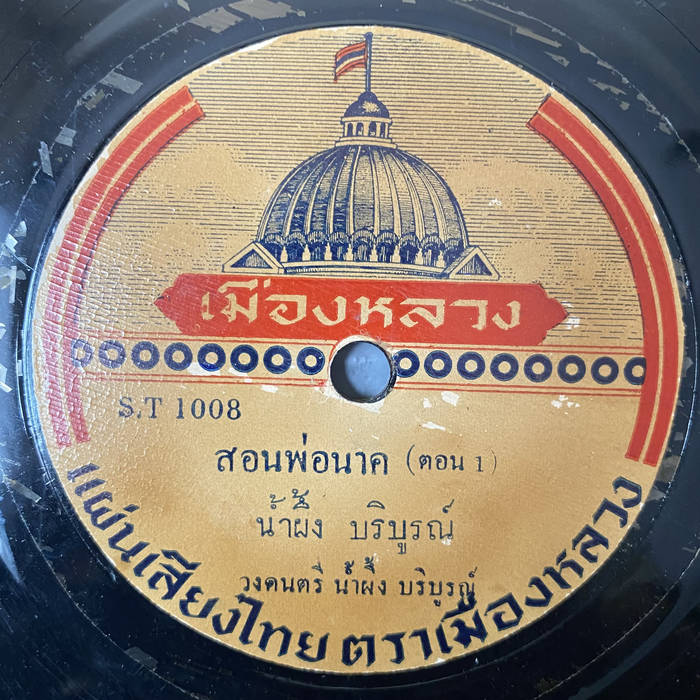 เมืองหลวง
S.T 1008
สอนพ่อนาค (ตอน 1)
น้ำผึ้ง บริบูรณ์
วงดนตรี น้ำผึ้ง บริบูรณ์
แผ่นเสียงไทย ตราเมืองหลวง